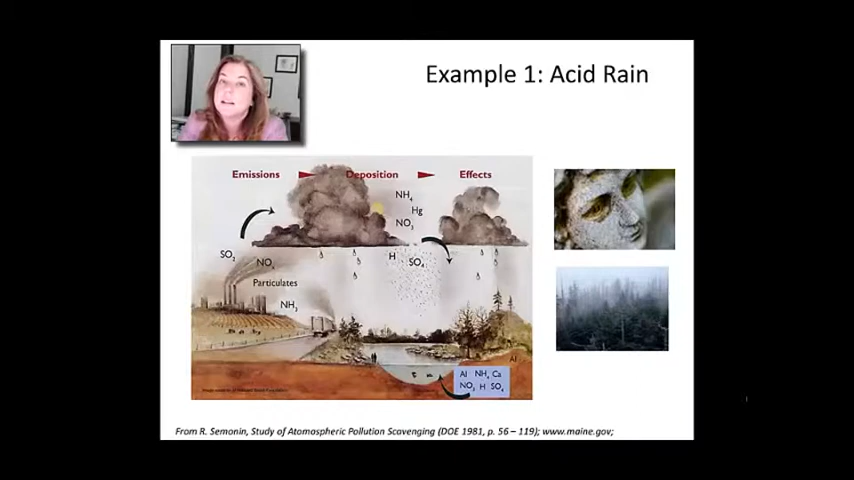 Example 1: Acid Rain
Emissions Deposition Effects
NH4
Hg
NO3
SO2
NOx
H SO4
Particulates
NH3
Al
Al NH4 Ca
NO3 H SO4
From R. Semonin, Study of Atomospheric Pollution Scavenging (DOE 1981, p. 56 – 119); www.maine.gov;